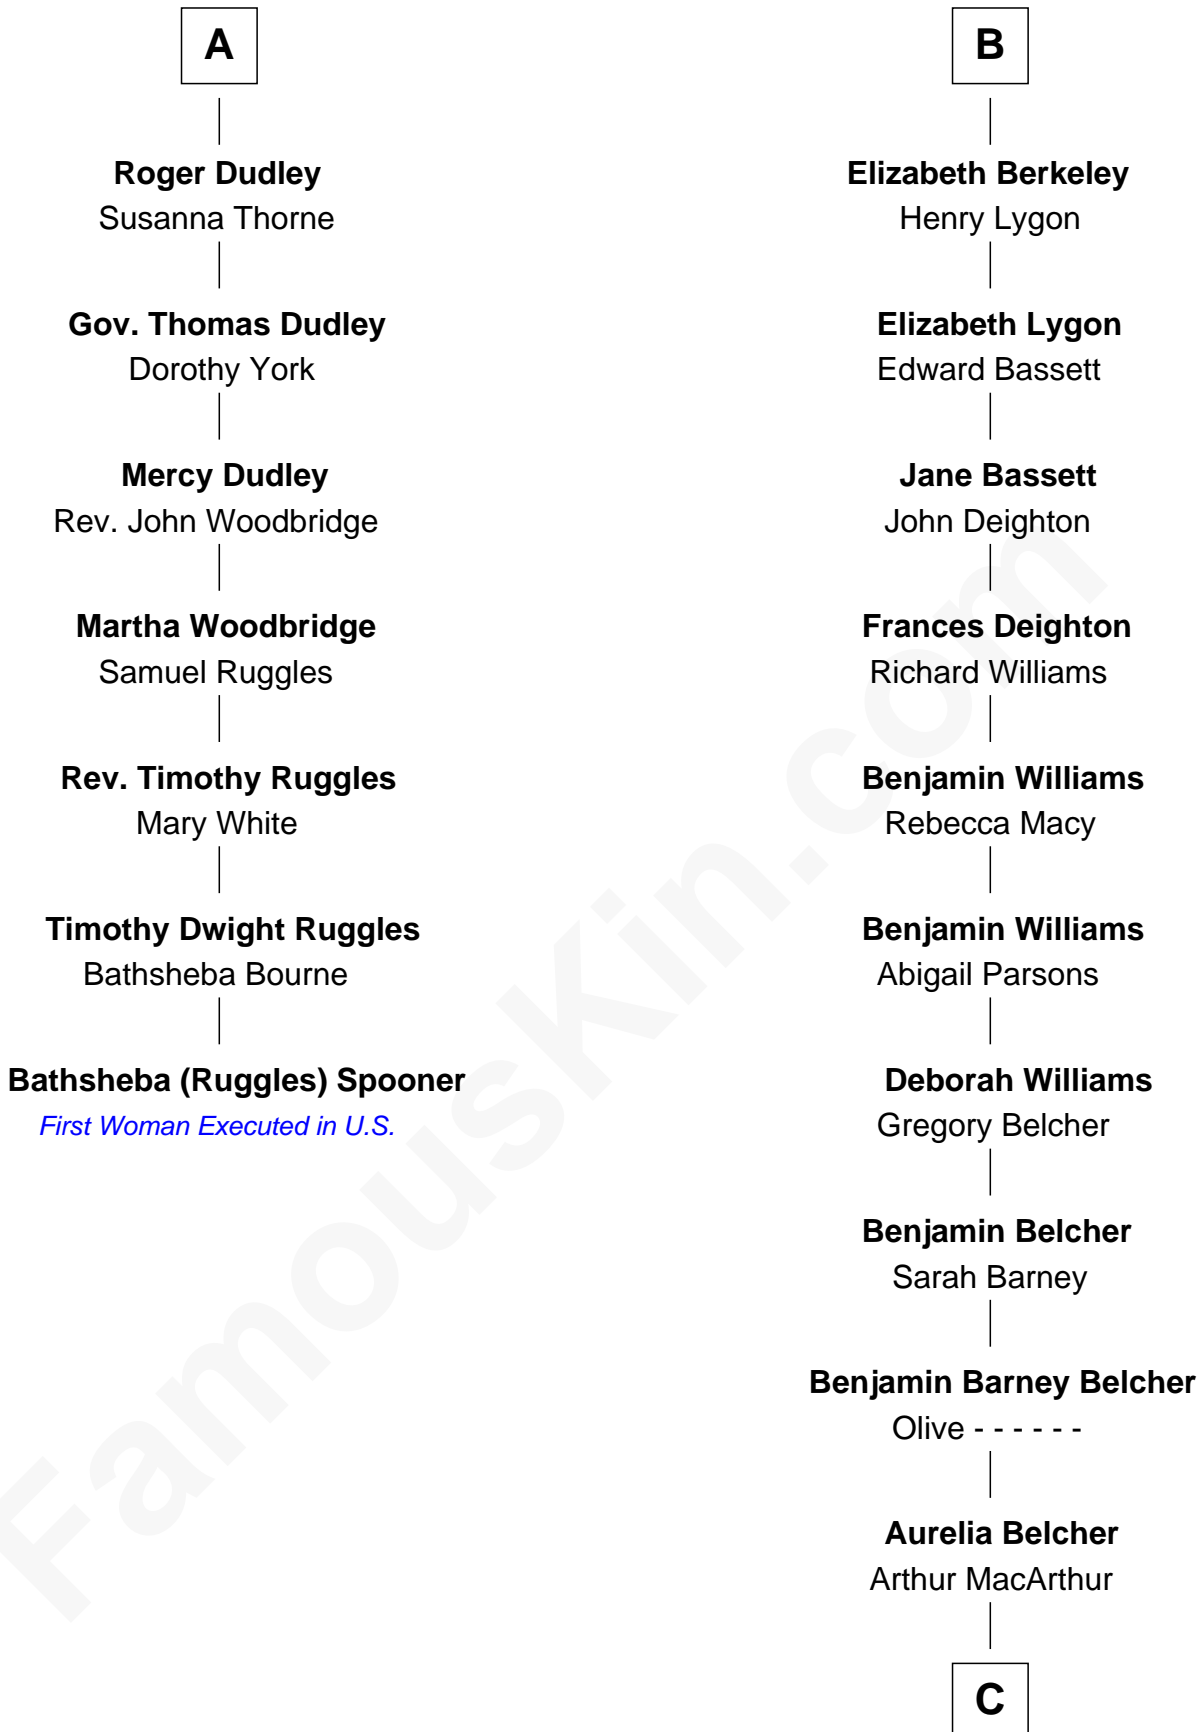 A
Roger Dudley
Susanna Thorne
Gov. Thomas Dudley
Dorothy York
Mercy Dudley
Rev. John Woodbridge
Martha Woodbridge
Samuel Ruggles
Rev. Timothy Ruggles
Mary White
Timothy Dwight Ruggles
Bathsheba Bourne
Bathsheba (Ruggles) Spooner
First Woman Executed in U.S.
B
Elizabeth Berkeley
Henry Lygon
Elizabeth Lygon
Edward Bassett
Jane Bassett
John Deighton
Frances Deighton
Richard Williams
Benjamin Williams
Rebecca Macy
Benjamin Williams
Abigail Parsons
Deborah Williams
Gregory Belcher
Benjamin Belcher
Sarah Barney
Benjamin Barney Belcher
Olive - - - - - -
Aurelia Belcher
Arthur MacArthur
C
FamousKin.com